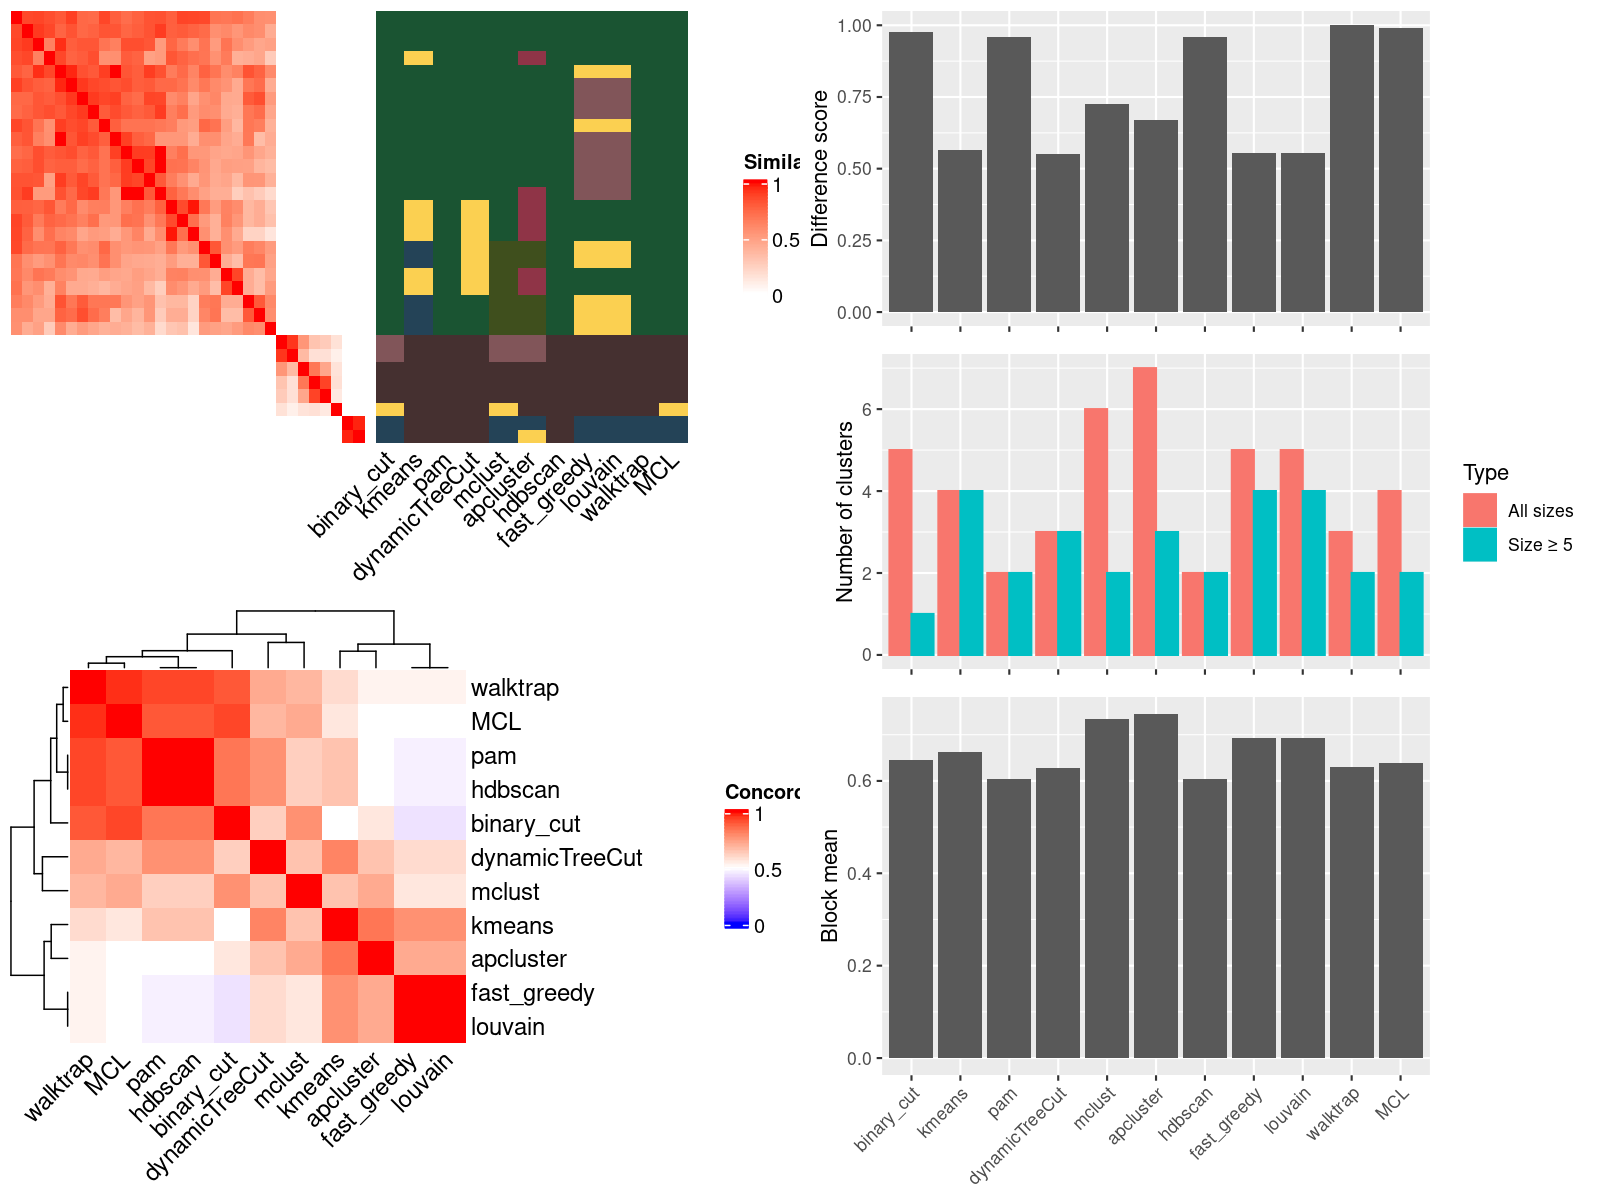 Simila
1
0.5
0
binary_cut
kmeans
pam
dynamicTreeCut
mclust
apcluster
hdbscan
fast_greedy
louvain
walktrap
MCL
walktrap
MCL
pam
hdbscan
binary_cut
dynamicTreeCut
mclust
kmeans
apcluster
fast_greedy
louvain
walktrap
MCL
pam
hdbscan
binary_cut
dynamicTreeCut
mclust
kmeans
apcluster
fast_greedy
louvain
Concord
1
0.5
0
Difference score
1.00
0.75
0.50
0.25
0.00
Number of clusters
6
4
2
0
Type
All sizes
Size ≥ 5
Block mean
0.6
0.4
0.2
0.0
binary_cut
kmeans
pam
dynamicTreeCut
mclust
apcluster
hdbscan
fast_greedy
louvain
walktrap
MCL